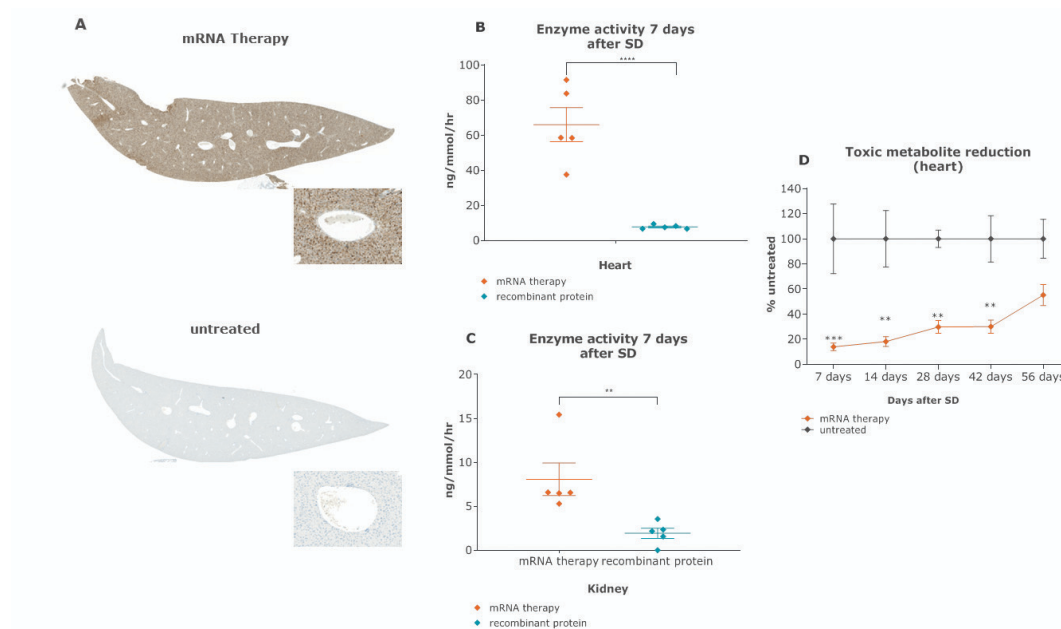 A
mRNA Therapy
untreated
B
Enzyme activity 7 days
after SD
****
100
80
60
40
20
0
ng/mmol/hr
Heart
mRNA therapy
recombinant protein
C
Enzyme activity 7 days
after SD
**
20
15
10
5
0
ng/mmol/hr
mRNA therapy recombinant protein
Kidney
mRNA therapy
recombinant protein
D
Toxic metabolite reduction
(heart)
140
120
100
80
60
40
20
0
% untreated
***
**
**
**
7 days 14 days 28 days 42 days 56 days
Days after SD
mRNA therapy
untreated